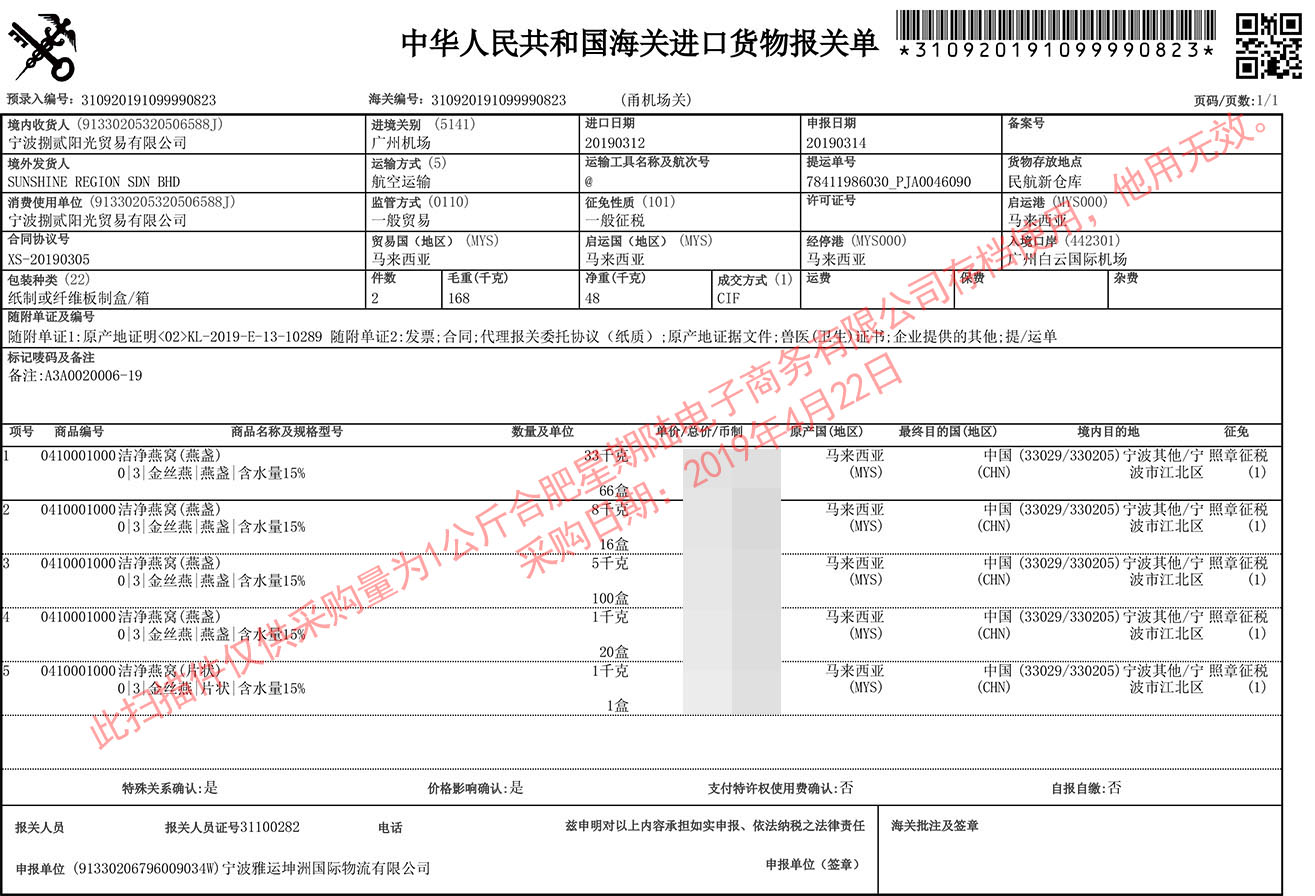 中华人民共和国海关进口货物报关单
*310920191099990823*
预录入编号：310920191099990823 海关编号：310920191099990823 （甬机场关） 页码/页数:1/1
境内收货人 (91330205320506588J) 进境关别 (5141) 进口日期 申报日期 备案号
宁波捌贰阳光贸易有限公司 广州机场 20190312 20190314
境外发货人 运输方式 (5) 运输工具名称及航次号 提运单号 货物存放地点
SUNSHINE REGION SDN BHD 航空运输 @ 78411986030_PJA0046090 民航新仓库
消费使用单位 (91330205320506588J) 监管方式 (0110) 征免性质 (101) 许可证号 启运港 (MYS000)
宁波捌贰阳光贸易有限公司 一般贸易 一般征税 马来西亚
合同协议号 贸易国（地区） (MYS) 启运国（地区） (MYS) 经停港 (MYS000) 入境口岸 (442301)
XS-20190305 马来西亚 马来西亚 马来西亚 广州白云国际机场
包装种类 (22) 件数 毛重(千克) 净重(千克) 成交方式 (1) 运费 保费 杂费
纸制或纤维板制盒/箱 2 168 48 CIF
随附单证及编号
随附单证1:原产地证明<02>KL-2019-E-13-10289 随附单证2:发票;合同;代理报关委托协议（纸质）;原产地证据文件;兽医(卫生)证书;企业提供的其他;提/运单
标记唛码及备注
备注:A3A0020006-19
项号 商品编号 商品名称及规格型号 数量及单位 单价/总价/币制 原产国(地区) 最终目的国(地区) 境内目的地 征免
1 0410001000 洁净燕窝(燕盏) 33千克 马来西亚 中国 (33029/330205)宁波其他/宁 照章征税
0|3|金丝燕|燕盏|含水量15% (MYS) (CHN) 波市江北区 (1)
66盒
2 0410001000 洁净燕窝(燕盏) 8千克 马来西亚 中国 (33029/330205)宁波其他/宁 照章征税
0|3|金丝燕|燕盏|含水量15% (MYS) (CHN) 波市江北区 (1)
16盒
3 0410001000 洁净燕窝(燕盏) 5千克 马来西亚 中国 (33029/330205)宁波其他/宁 照章征税
0|3|金丝燕|燕盏|含水量15% (MYS) (CHN) 波市江北区 (1)
100盒
4 0410001000 洁净燕窝(燕盏) 1千克 马来西亚 中国 (33029/330205)宁波其他/宁 照章征税
0|3|金丝燕|燕盏|含水量15% (MYS) (CHN) 波市江北区 (1)
20盒
5 0410001000 洁净燕窝(片状) 1千克 马来西亚 中国 (33029/330205)宁波其他/宁 照章征税
0|3|金丝燕|片状|含水量15% (MYS) (CHN) 波市江北区 (1)
1盒
此扫描件仅供采购量为1公斤合肥星期陆电子商务有限公司存档使用，他用无效。
采购日期：2019年4月22日
特殊关系确认:是 价格影响确认:是 支付特许权使用费确认:否 自报自缴:否
报关人员 报关人员证号31100282 电话 兹申明对以上内容承担如实申报、依法纳税之法律责任 海关批注及签章
申报单位 (91330206796009034W)宁波雅运坤洲国际物流有限公司 申报单位（签章）